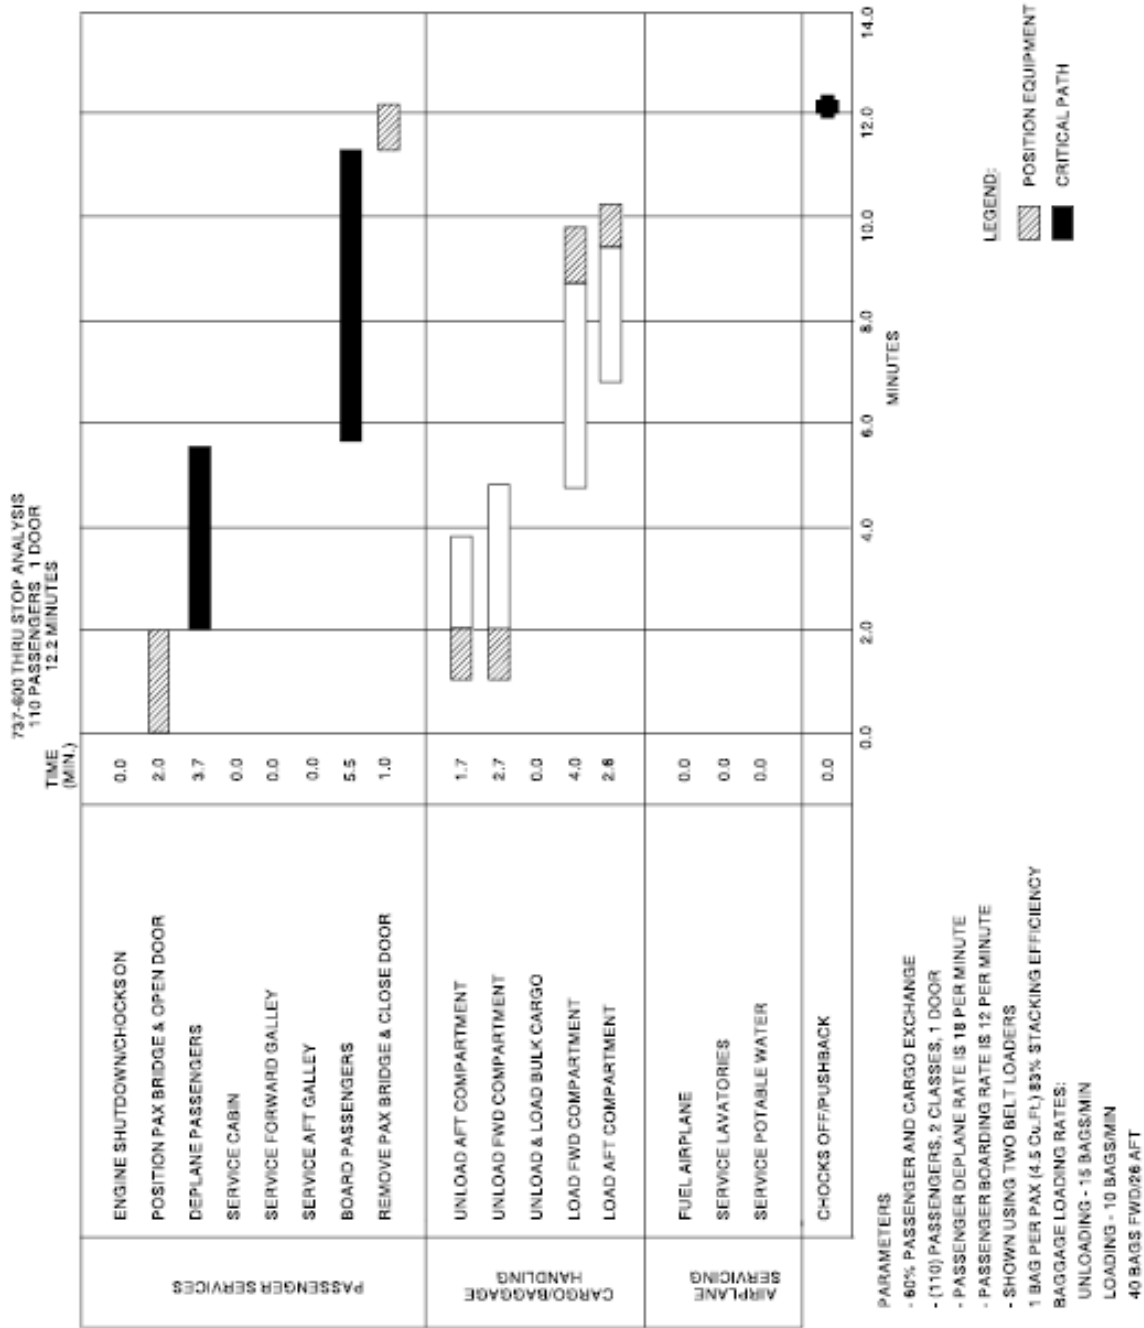 737-600 THRU STOP ANALYSIS
110 PASSENGERS 1 DOOR
12.2 MINUTES
TIME
(MIN.)
PASSENGER SERVICES
ENGINE SHUTDOWN/CHOCKS ON 0.0
POSITION PAX BRIDGE & OPEN DOOR 2.0
DEPLANE PASSENGERS 3.7
SERVICE CABIN 0.0
SERVICE FORWARD GALLEY 0.0
SERVICE AFT GALLEY 0.0
BOARD PASSENGERS 5.5
REMOVE PAX BRIDGE & CLOSE DOOR 1.0
CARGO/BAGGAGE
HANDLING
UNLOAD AFT COMPARTMENT 1.7
UNLOAD FWD COMPARTMENT 2.7
UNLOAD & LOAD BULK CARGO 0.0
LOAD FWD COMPARTMENT 4.0
LOAD AFT COMPARTMENT 2.6
AIRPLANE
SERVICING
FUEL AIRPLANE 0.0
SERVICE LAVATORIES 0.0
SERVICE POTABLE WATER 0.0
CHOCKS OFF/PUSHBACK 0.0
0.0 2.0 4.0 6.0 8.0 10.0 12.0 14.0
MINUTES
PARAMETERS
- 60% PASSENGER AND CARGO EXCHANGE
- (110) PASSENGERS, 2 CLASSES, 1 DOOR
- PASSENGER DEPLANE RATE IS 18 PER MINUTE
- PASSENGER BOARDING RATE IS 12 PER MINUTE
- SHOWN USING TWO BELT LOADERS
1 BAG PER PAX (4.5 Cu.Ft.) 83% STACKING EFFICIENCY
BAGGAGE LOADING RATES:
UNLOADING - 15 BAGS/MIN
LOADING - 10 BAGS/MIN
40 BAGS FWD/26 AFT
LEGEND:
POSITION EQUIPMENT
CRITICAL PATH